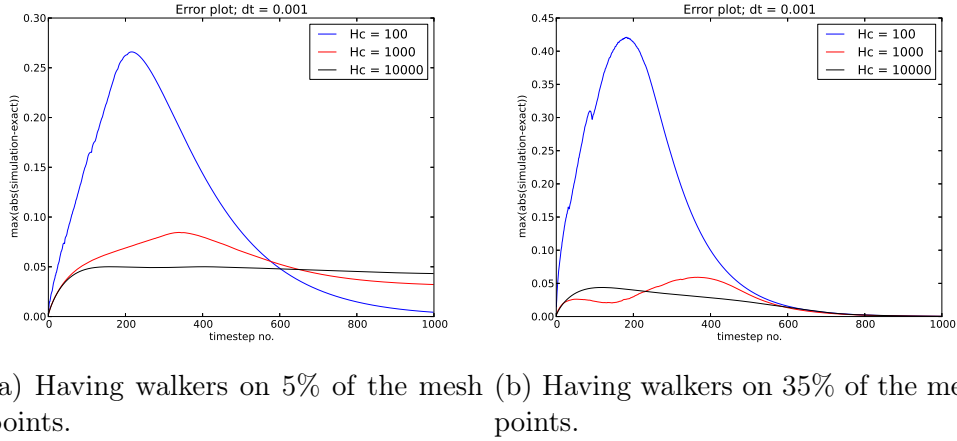 Error plot; dt = 0.001
max(abs(simulation-exact))
0.30
0.25
0.20
0.15
0.10
0.05
0.00
Hc = 100
Hc = 1000
Hc = 10000
0 200 400 600 800 1000
timestep no.
Error plot; dt = 0.001
max(abs(simulation-exact))
0.45
0.40
0.35
0.30
0.25
0.20
0.15
0.10
0.05
0.00
Hc = 100
Hc = 1000
Hc = 10000
0 200 400 600 800 1000
timestep no.
a) Having walkers on 5% of the mesh
points.
(b) Having walkers on 35% of the me
points.